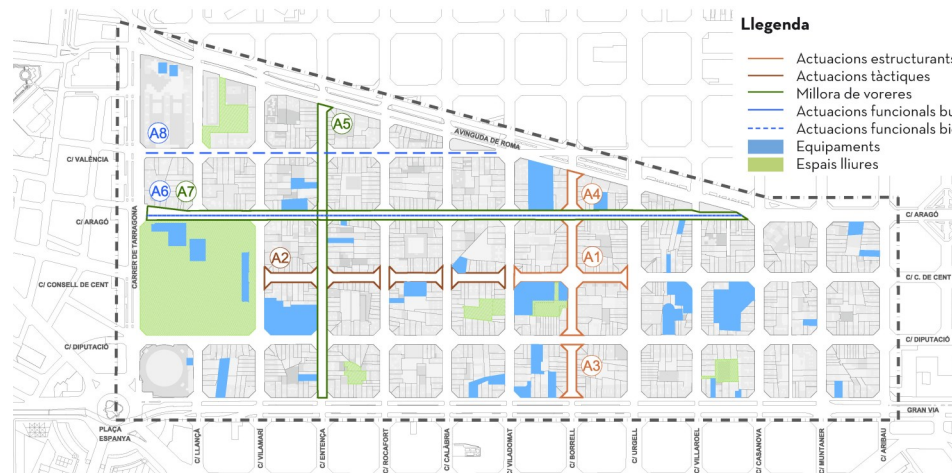 Llegenda
Actuacions estructurants
Actuacions tàctiques
Millora de voreres
Actuacions funcionals bu
Actuacions funcionals bi
Equipaments
Espais lliures
A5
A8
AVINGUDA DE ROMA
C/ VALÈNCIA
A6
A7
A4
C/ ARAGÓ
C/ ARAGÓ
CARRER DE TARRAGONA
A2
A1
C/ CONSELL DE CENT
C/ C. DE CENT
C/ DIPUTACIÓ
C/ DIPUTACIÓ
A3
GRAN VIA
PLAÇA
ESPANYA
C/ LLANÇÀ
C/ VILAMARÍ
C/ ENTENÇA
C/ ROCAFORT
C/ CALÀBRIA
C/ VILADOMAT
C/ BORRELL
C/ URGELL
C/ VILLAROEL
C/ CASANOVA
C/ MUNTANER
C/ ARIBAU